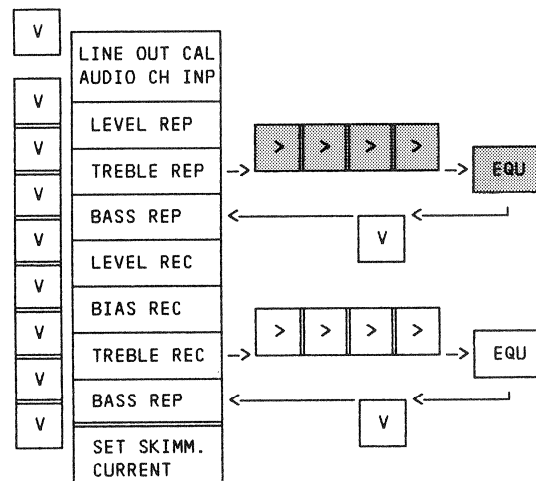 V
LINE OUT CAL
AUDIO CH INP
V
LEVEL REP
V
> > > >
TREBLE REP
EQU
V
BASS REP
V
V
LEVEL REC
V
BIAS REC
V
> > > >
TREBLE REC
EQU
V
BASS REP
V
V
SET SKIMM.
CURRENT